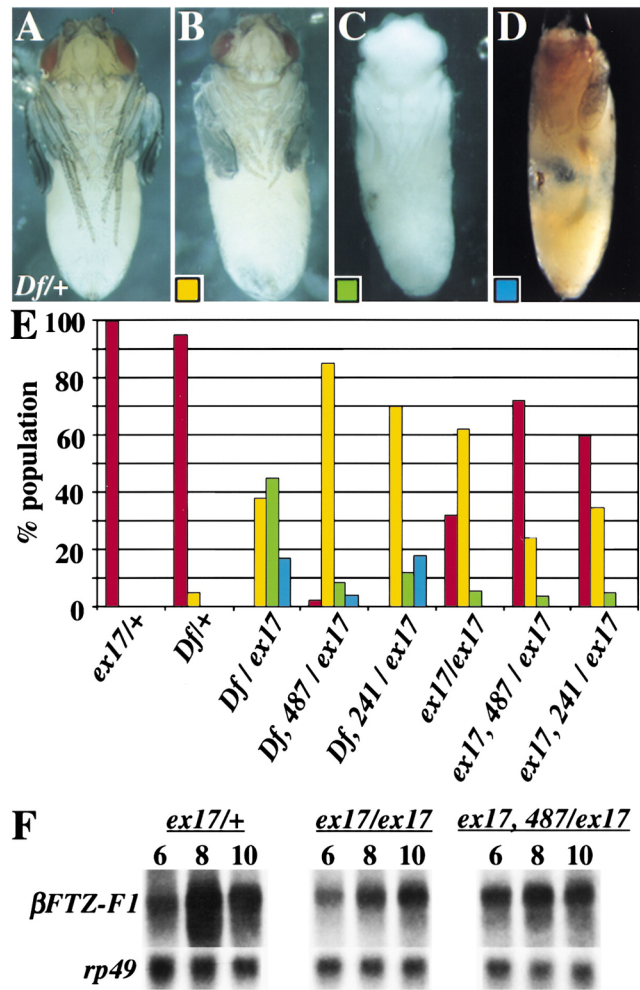 A B C D
Df/+
E
% population
100
80
60
40
20
0
ex17/+
Df/+
Df / ex17
Df, 487 / ex17
Df, 241 / ex17
ex17/ex17
ex17, 487 / ex17
ex17, 241 / ex17
F
ex17/+ ex17/ex17 ex17, 487/ex17
6 8 10 6 8 10 6 8 10
βFTZ-F1
rp49